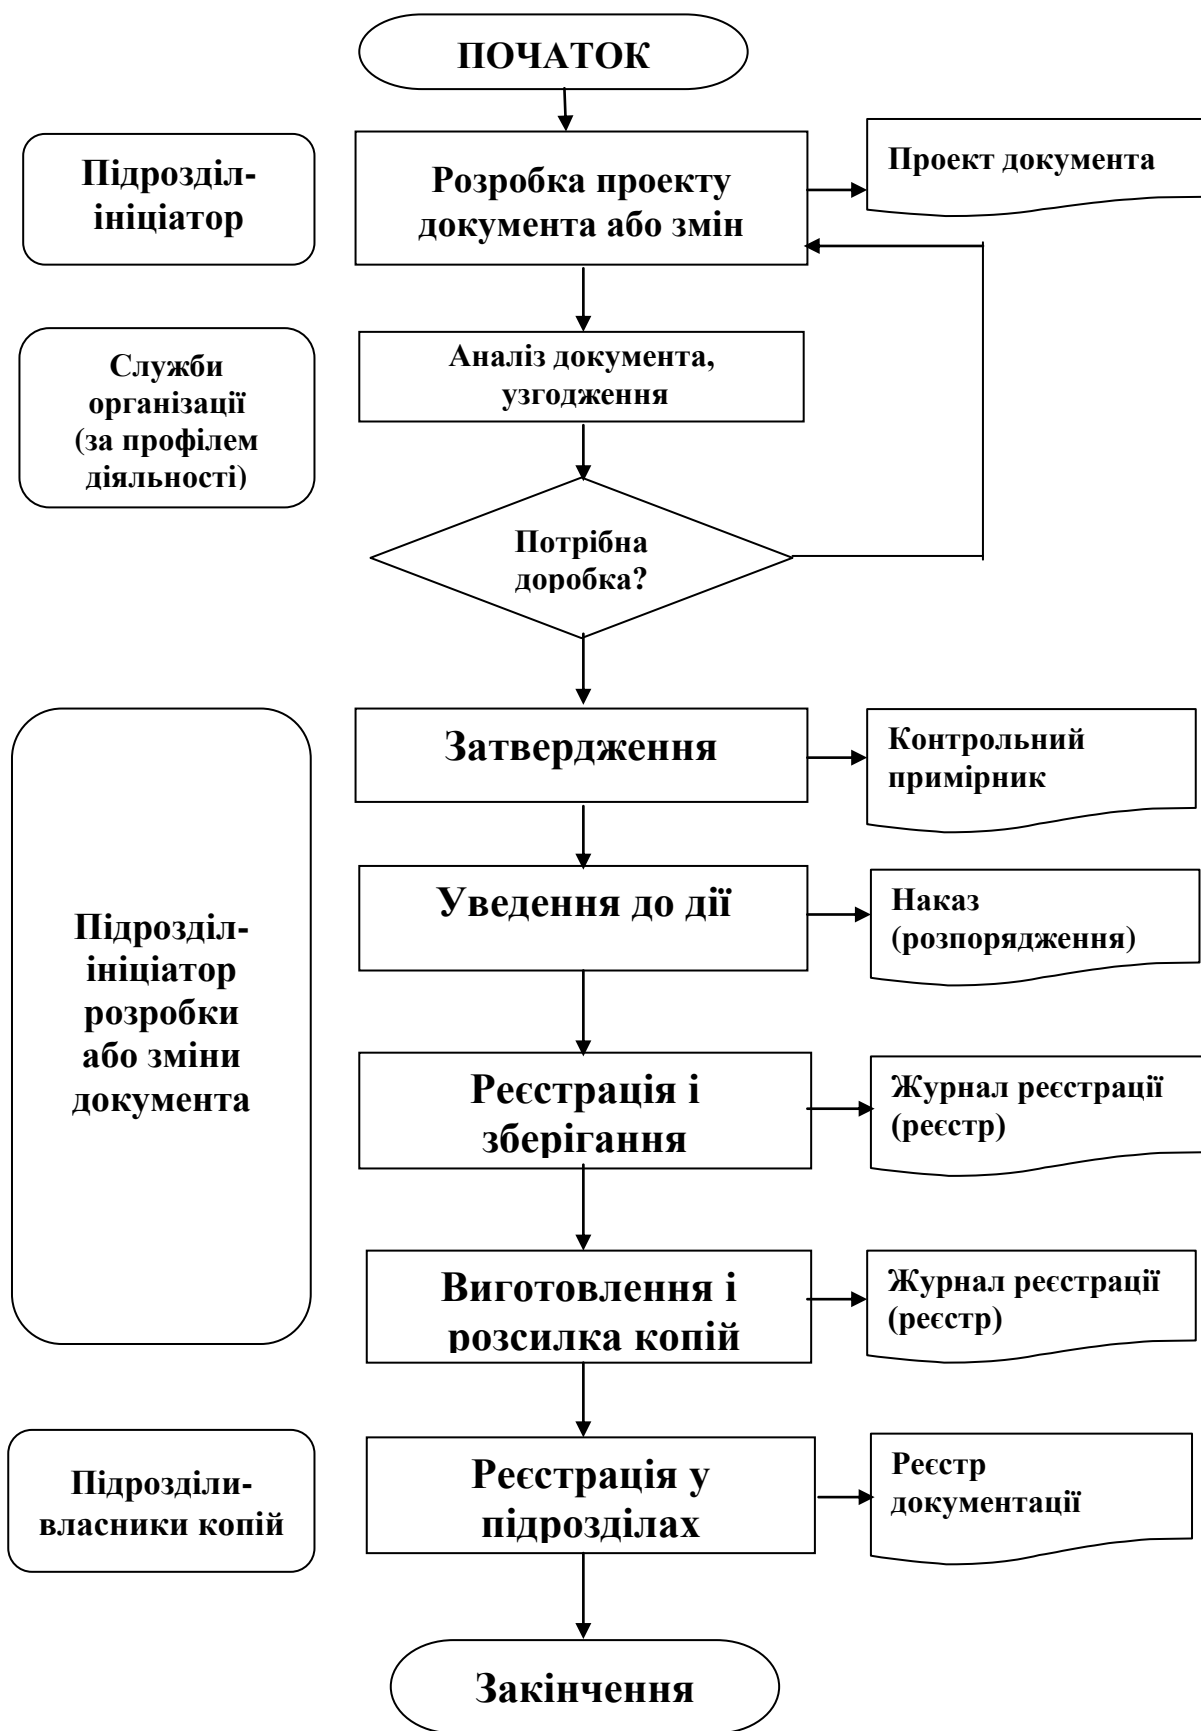 ПОЧАТОК
Підрозділ-
ініціатор
Розробка проекту
документа або змін
Проект документа
Служби
організації
(за профілем
діяльності)
Аналіз документа,
узгодження
Потрібна
доробка?
Підрозділ-
ініціатор
розробки
або зміни
документа
Затвердження
Контрольний
примірник
Уведення до дії
Наказ
(розпорядження)
Реєстрація і
зберігання
Журнал реєстрації
(реєстр)
Виготовлення і
розсилка копій
Журнал реєстрації
(реєстр)
Підрозділи-
власники копій
Реєстрація у
підрозділах
Реєстр
документації
Закінчення